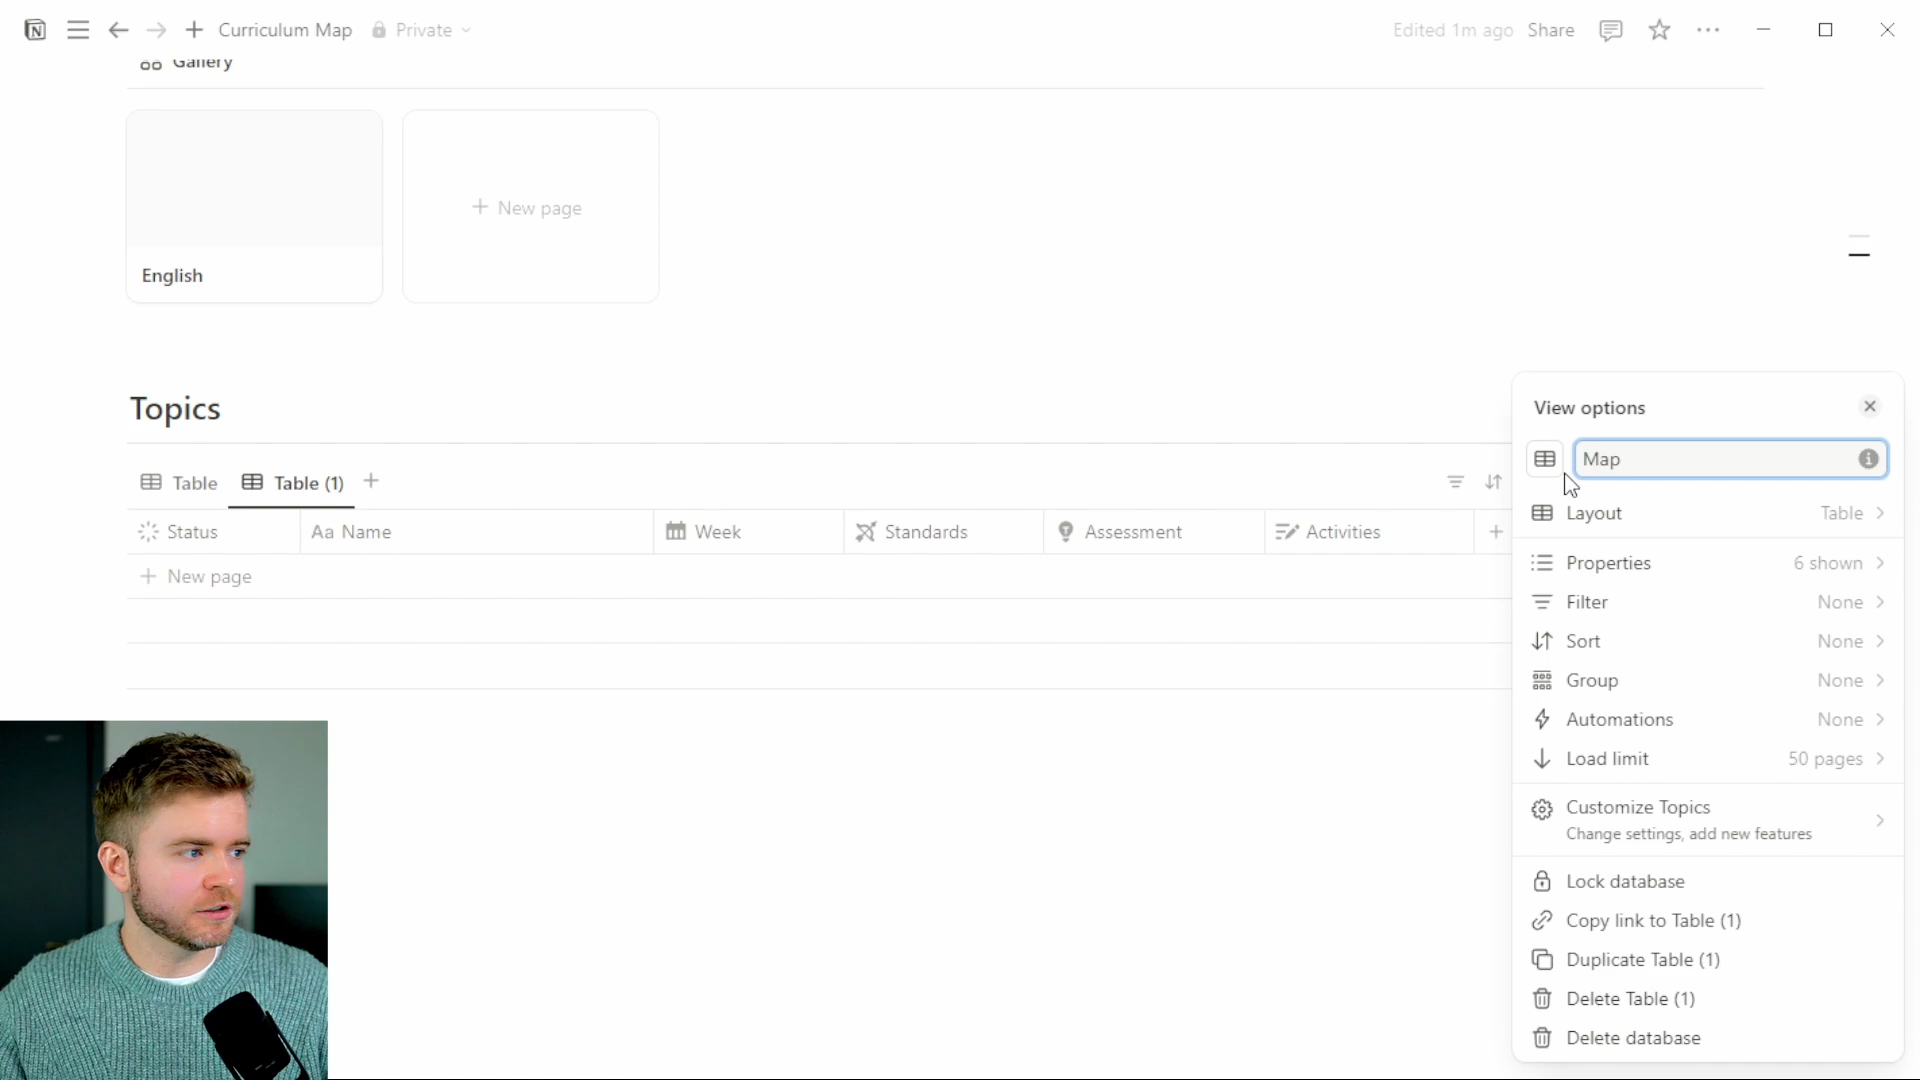 Curriculum Map Private Edited 1m ago Share
Gallery
+ New page
English
Topics
Table Table (1) +
Status Aa Name Week Standards Assessment Activities +
+ New page
View options
Map
Layout Table
Properties 6 shown
Filter None
Sort None
Group None
Automations None
Load limit 50 pages
Customize Topics
Change settings, add new features
Lock database
Copy link to Table (1)
Duplicate Table (1)
Delete Table (1)
Delete database